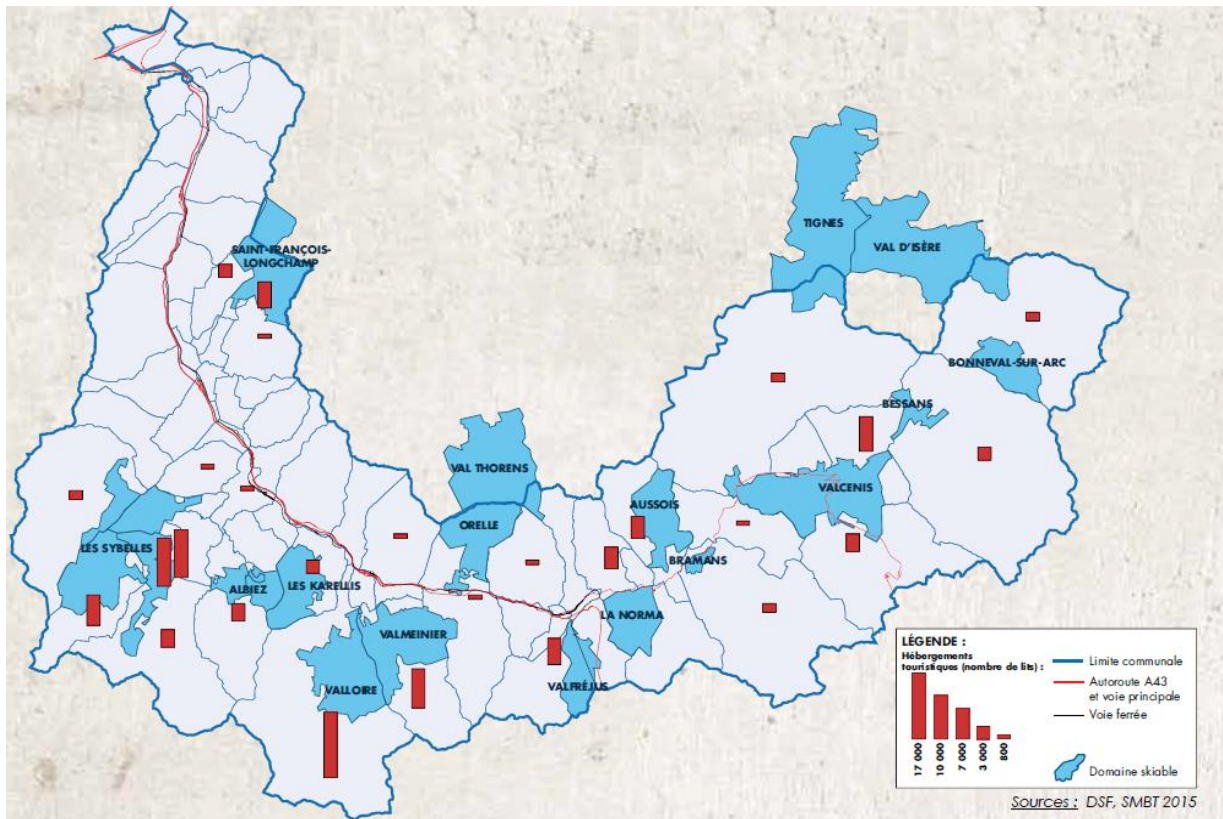 TIGNES
VAL D'ISÈRE
SAINT-FRANÇOIS-
LONGCHAMP
BONNEVAL-SUR-ARC
BESSANS
VAL THORENS
VALCENIS
AUSSOIS
ORELLE
LES SYBELLES
BRAMANS
ALBIEZ
LES KARELLIS
LA NORMA
VALMEINIER
VALLOIRE
VALFRÉJUS
LÉGENDE :
Hébergements
touristiques (nombre de lits) :
17 000
10 000
7 000
3 000
800
Limite communale
Autoroute A43
et voie principale
Voie ferrée
Domaine skiable
Sources : DSF, SMBT 2015